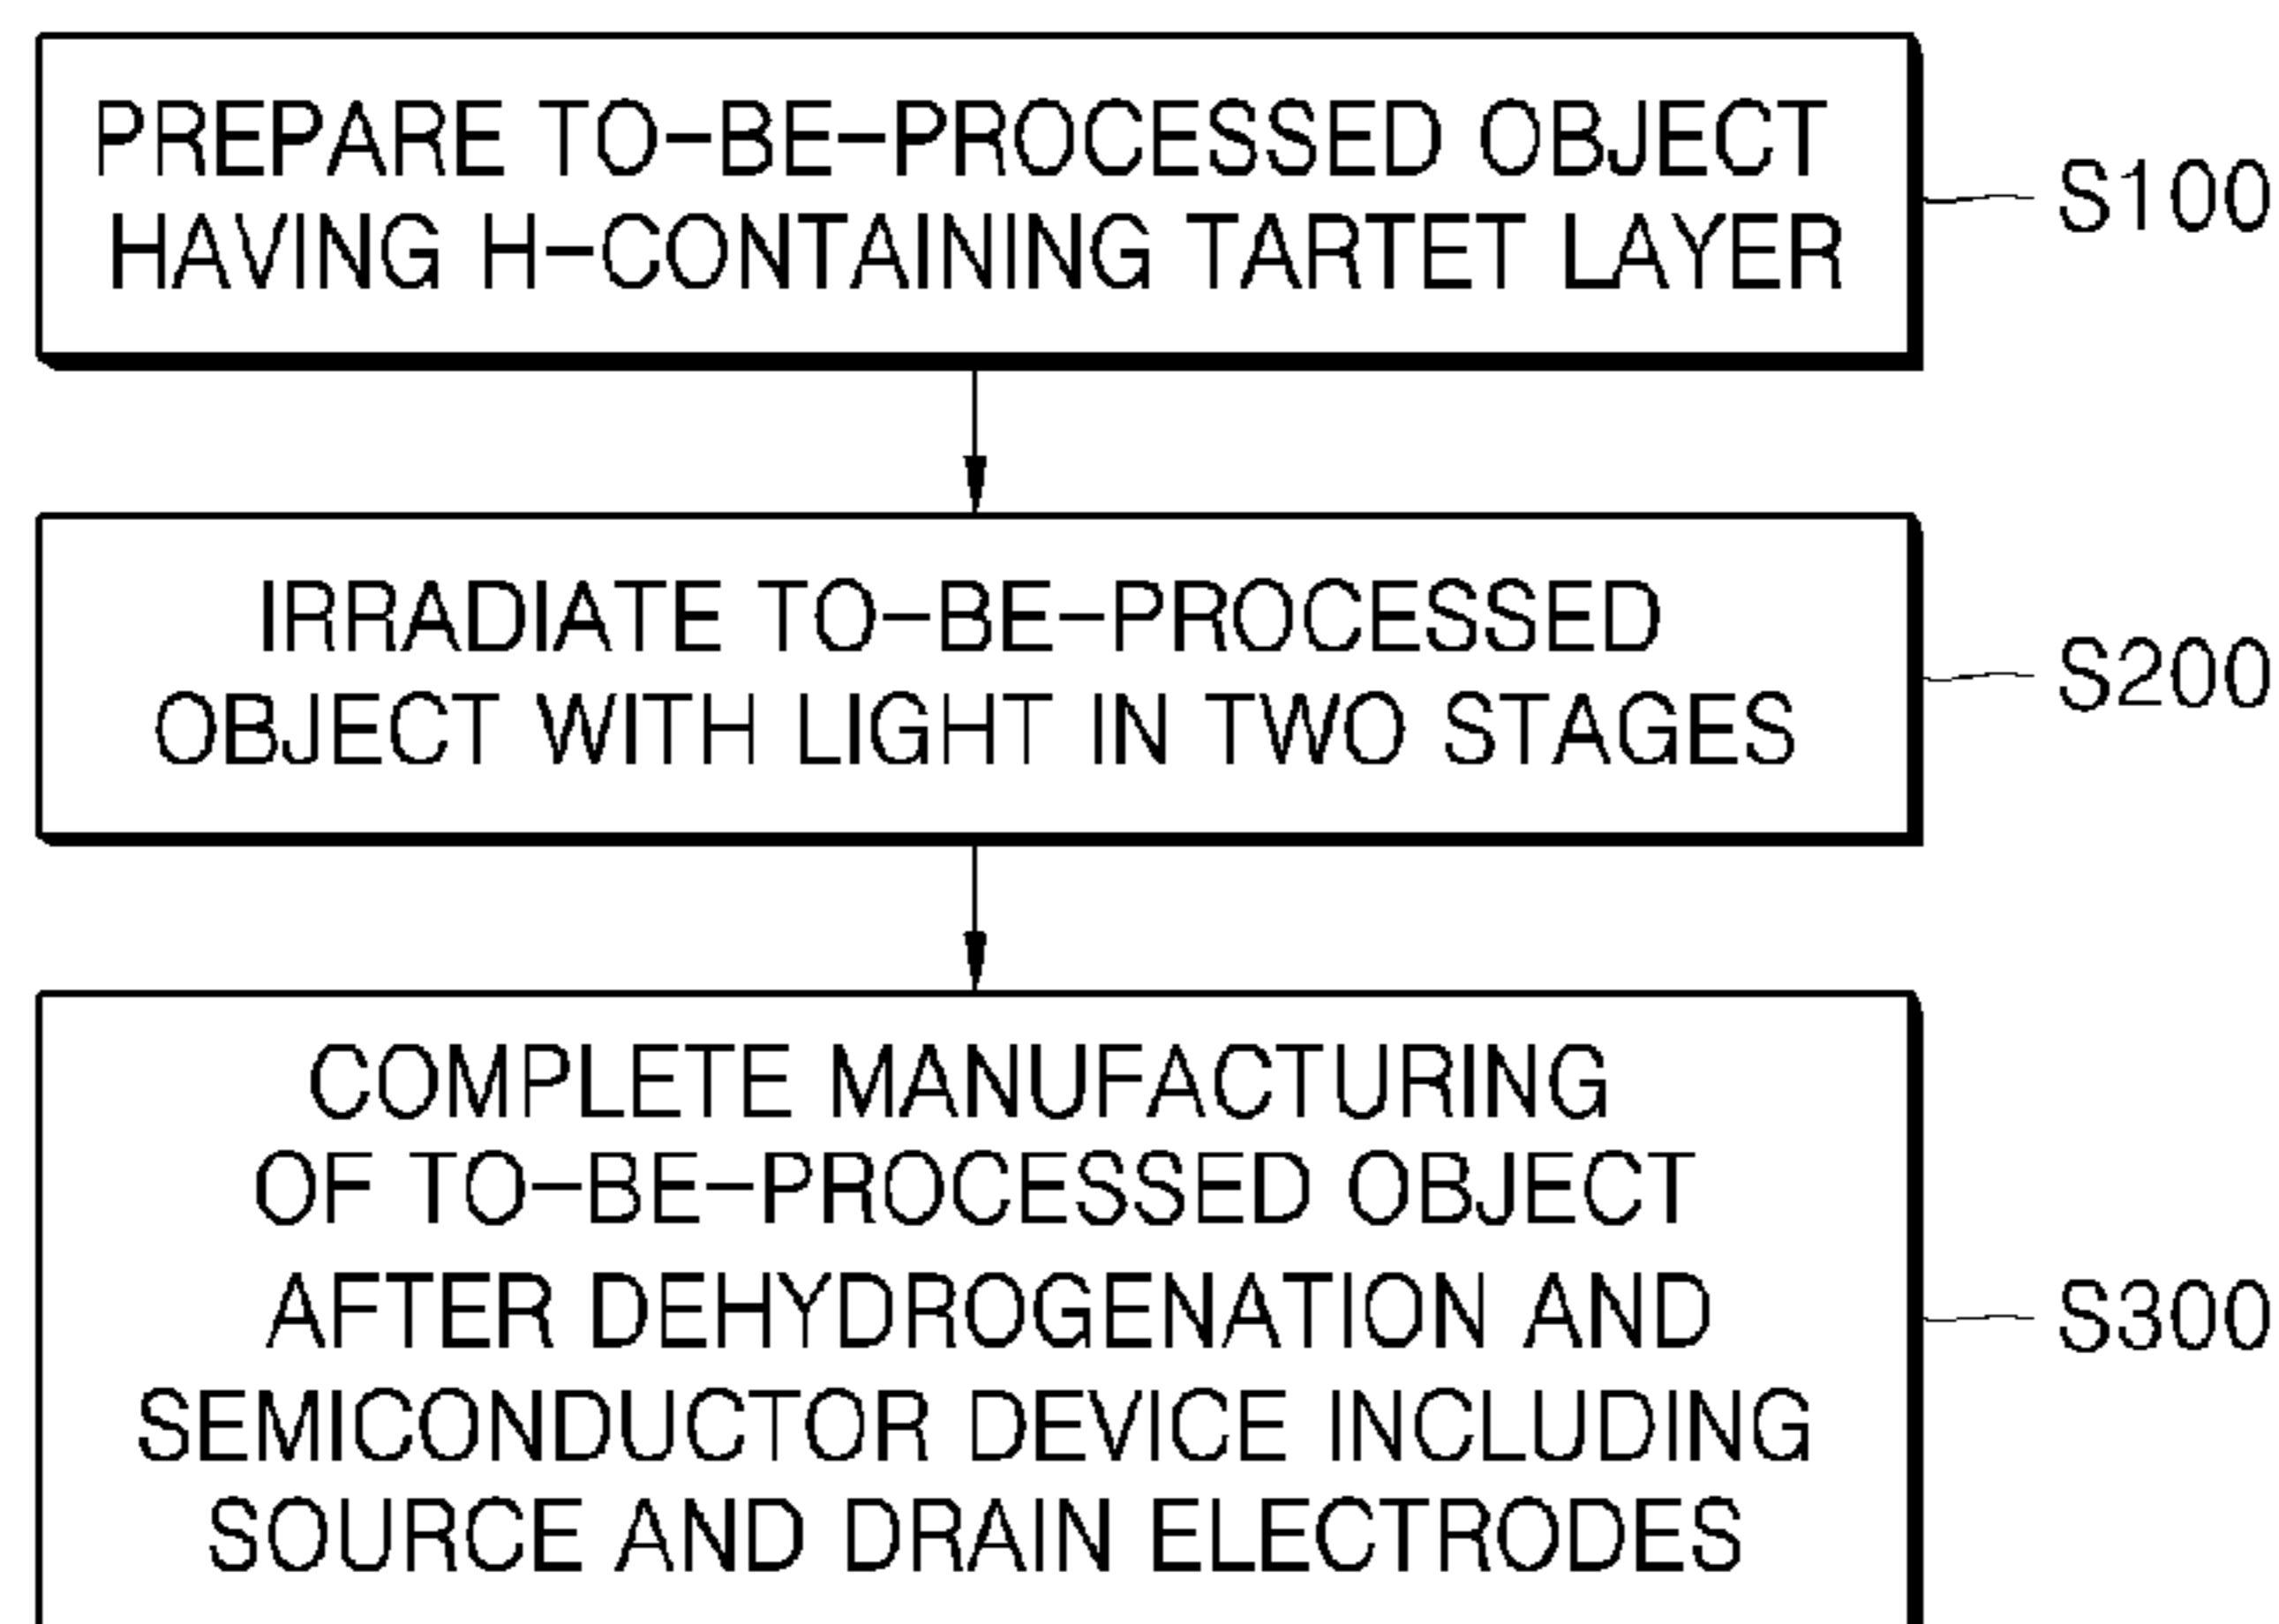 PREPARE TO-BE-PROCESSED OBJECT
HAVING H-CONTAINING TARTET LAYER
S100
IRRADIATE TO-BE-PROCESSED
OBJECT WITH LIGHT IN TWO STAGES
S200
COMPLETE MANUFACTURING
OF TO-BE-PROCESSED OBJECT
AFTER DEHYDROGENATION AND
SEMICONDUCTOR DEVICE INCLUDING
SOURCE AND DRAIN ELECTRODES
S300